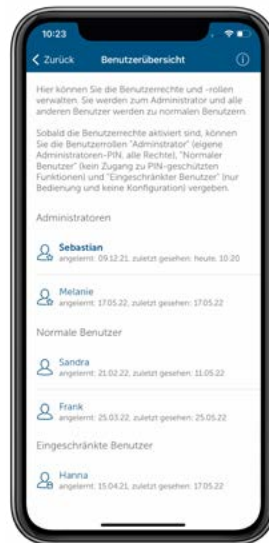 10:23
Zurück
Benutzerübersicht
Hier können Sie die Benutzerrechte und -rollen
verwalten. Sie werden zum Administrator und alle
anderen Benutzer werden zu normalen Benutzern.
Sobald die Benutzerrechte aktiviert sind, können
Sie die Benutzerrollen "Adminstrator" (eigene
Administratoren-PIN, alle Rechte), "Normaler
Benutzer" (kein Zugang zu PIN-geschützten
Funktionen) und "Eingeschränkter Benutzer" (nur
Bedienung und keine Konfiguration) vergeben.
Administratoren
Sebastian
angelernt: 09.12.21, zuletzt gesehen: heute, 10:20
Melanie
angelernt: 17.05.22, zuletzt gesehen: 17.05.22
Normale Benutzer
Sandra
angelernt: 21.02.22, zuletzt gesehen: 11.05.22
Frank
angelernt: 25.03.22, zuletzt gesehen: 25.05.22
Eingeschränkte Benutzer
Hanna
angelernt: 15.04.21, zuletzt gesehen: 17.05.22